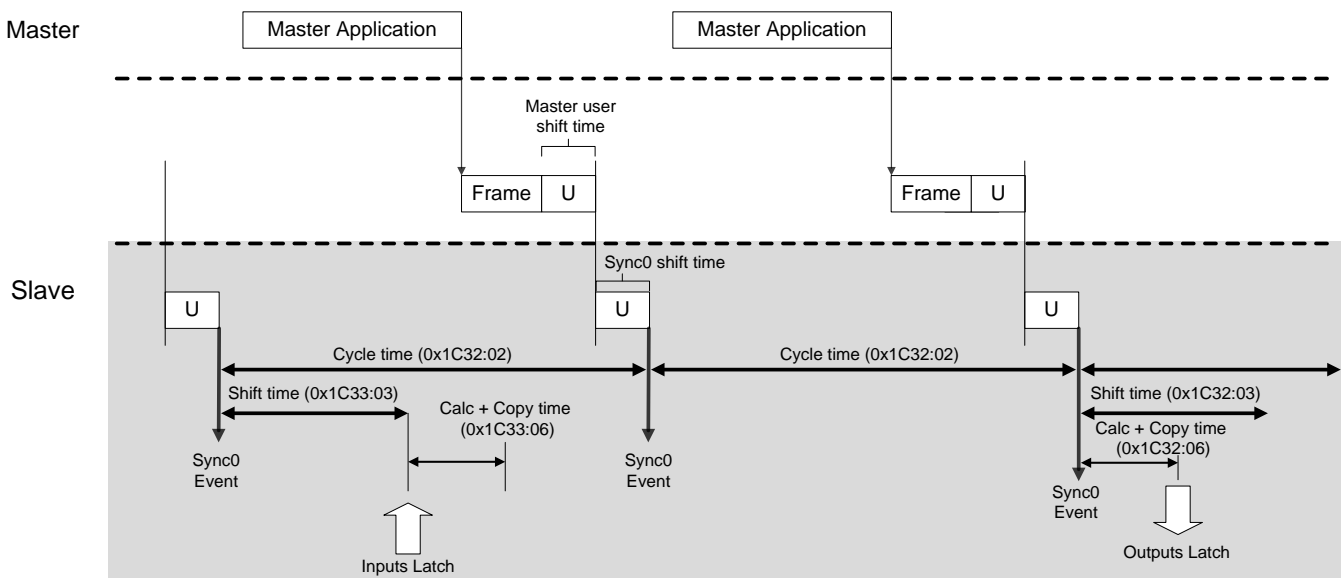 Master
Master Application
Master Application
Master user
shift time
Frame
U
Frame
U
Slave
Sync0 shift time
U
U
U
Cycle time (0x1C32:02)
Cycle time (0x1C32:02)
Shift time (0x1C33:03)
Shift time (0x1C32:03)
Calc + Copy time
(0x1C33:06)
Calc + Copy time
(0x1C32:06)
Sync0
Event
Sync0
Event
Sync0
Event
Inputs Latch
Outputs Latch